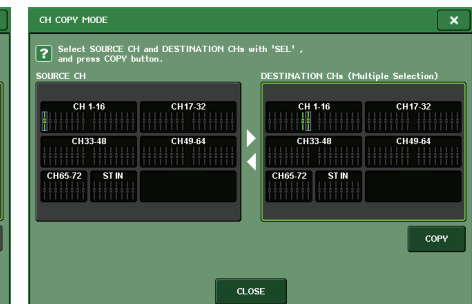 CH COPY MODE
Select SOURCE CH and DESTINATION CHs with 'SEL' ,
and press COPY button.
SOURCE CH
DESTINATION CHs (Multiple Selection)
CH 1-16 CH17-32
CH33-48 CH49-64
CH65-72 ST IN
CH 1-16 CH17-32
CH33-48 CH49-64
CH65-72 ST IN
COPY
CLOSE